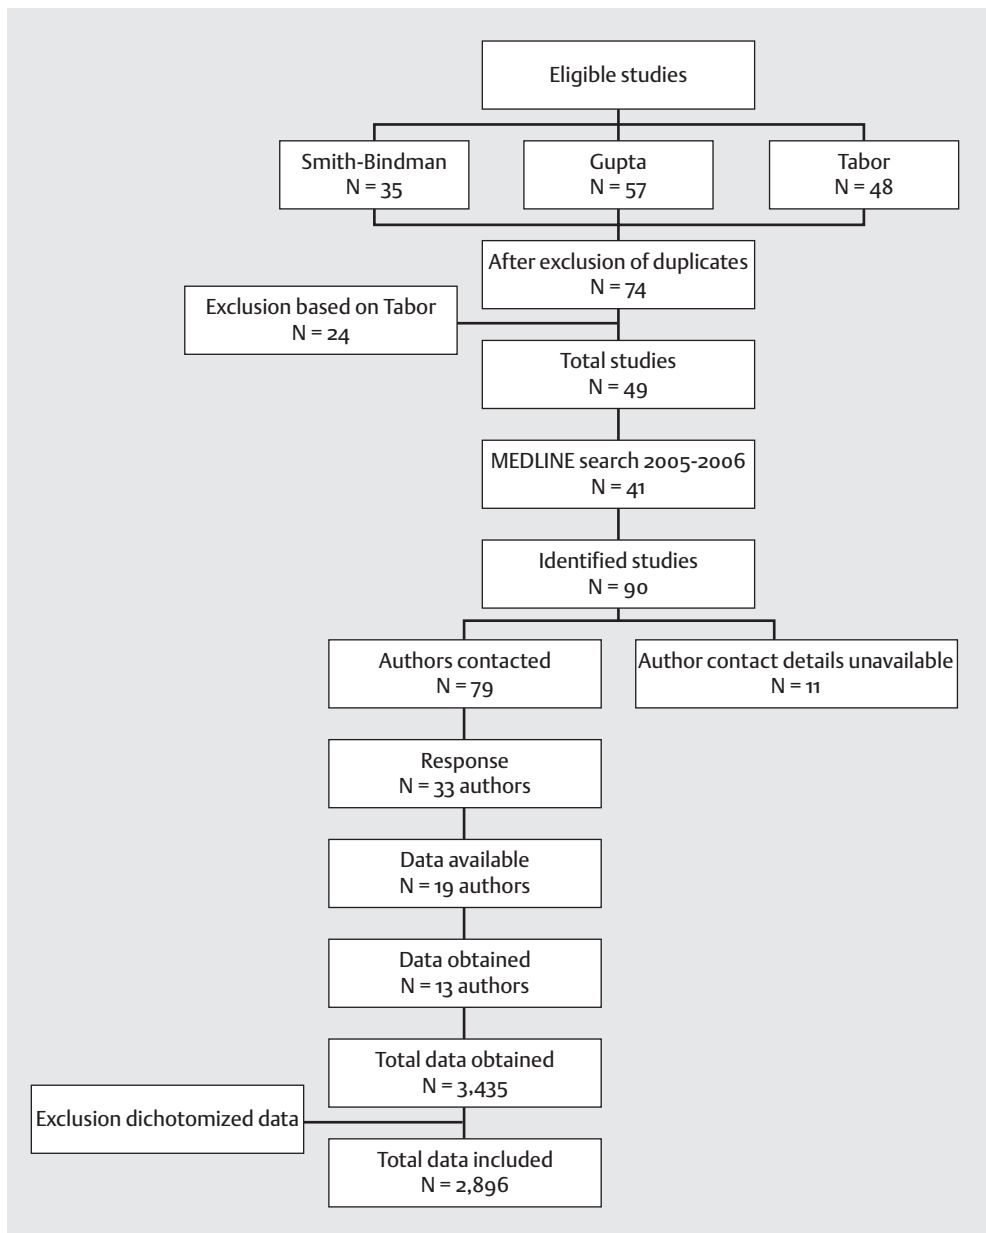 Eligible studies
Smith-Bindman
N = 35
Gupta
N = 57
Tabor
N = 48
After exclusion of duplicates
N = 74
Exclusion based on Tabor
N = 24
Total studies
N = 49
MEDLINE search 2005-2006
N = 41
Identified studies
N = 90
Authors contacted
N = 79
Author contact details unavailable
N = 11
Response
N = 33 authors
Data available
N = 19 authors
Data obtained
N = 13 authors
Total data obtained
N = 3,435
Exclusion dichotomized data
Total data included
N = 2,896